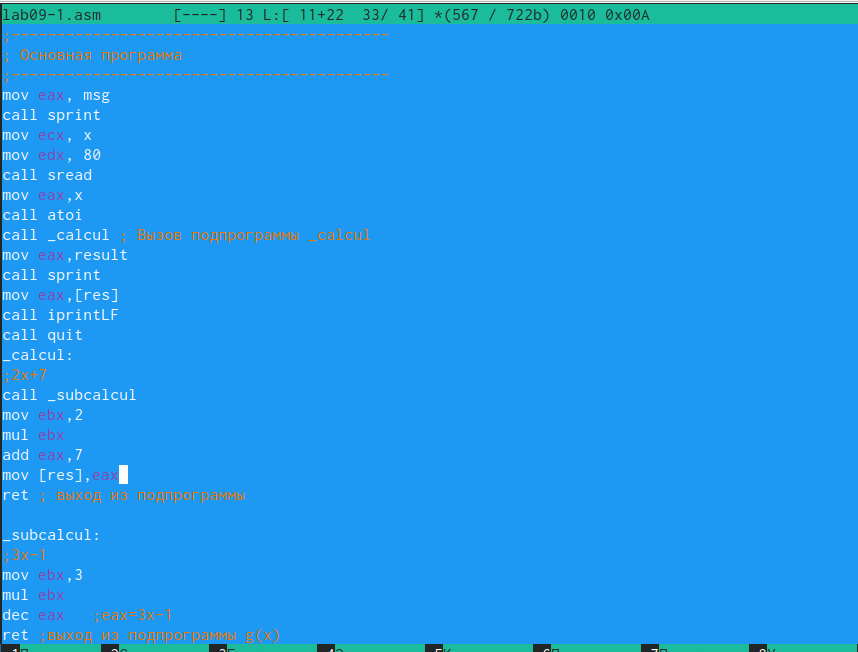 lab09-1.asm        [----] 13 L:[ 11+22  33/ 41] *(567 / 722b) 0010 0x00A
;------------------------------------------
; Основная программа
;------------------------------------------
mov eax, msg
call sprint
mov ecx, x
mov edx, 80
call sread
mov eax,x
call atoi
call _calcul ; Вызов подпрограммы _calcul
mov eax,result
call sprint
mov eax,[res]
call iprintLF
call quit
_calcul:
;2x+7
call _subcalcul
mov ebx,2
mul ebx
add eax,7
mov [res],eax
ret ; выход из подпрограммы
_subcalcul:
;3x-1
mov ebx,3
mul ebx
dec eax   ;eax=3x-1
ret ;выход из подпрограммы g(x)